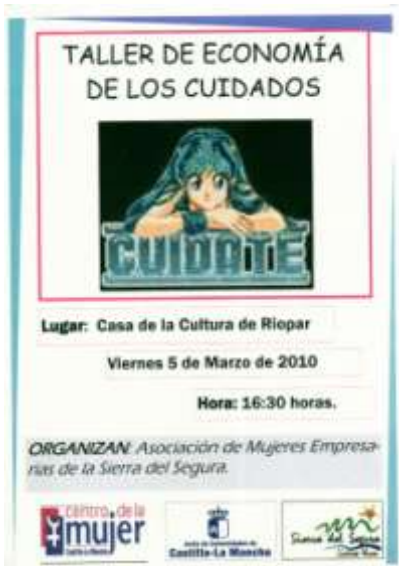 TALLER DE ECONOMÍA
DE LOS CUIDADOS
CUIDATE
Lugar: Casa de la Cultura de Riopar
Viernes 5 de Marzo de 2010
Hora: 16:30 horas.
ORGANIZAN: Asociación de Mujeres Empresa-
rias de la Sierra del Segura.
centro de la
mujer
Castilla-La Mancha
Sierra del Segura